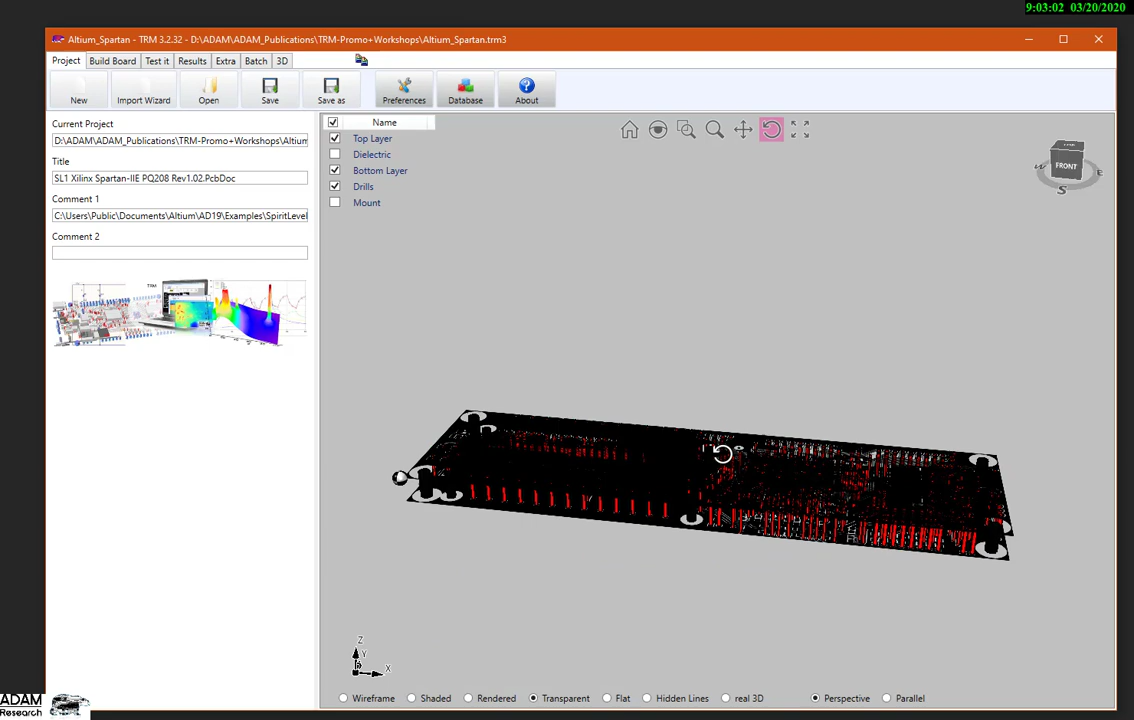 9:03:02 03/20/2020
Altium_Spartan - TRM 3.2.32 - D:\ADAM\ADAM_Publications\TRM-Promo+Workshops\Altium_Spartan.trm3
Project Build Board Test it Results Extra Batch 3D
New Import Wizard Open Save Save as Preferences Database About
Current Project
D:\ADAM\ADAM_Publications\TRM-Promo+Workshops\Altium
Title
SL1 Xilinx Spartan-IIE PQ208 Rev1.02.PcbDoc
Comment 1
C:\Users\Public\Documents\Altium\AD19\Examples\SpiritLevel
Comment 2
TRM
Name
Top Layer
Dielectric
Bottom Layer
Drills
Mount
FRONT
W E
S
Z
Y
X
Wireframe Shaded Rendered Transparent Flat Hidden Lines real 3D Perspective Parallel
ADAM
Research